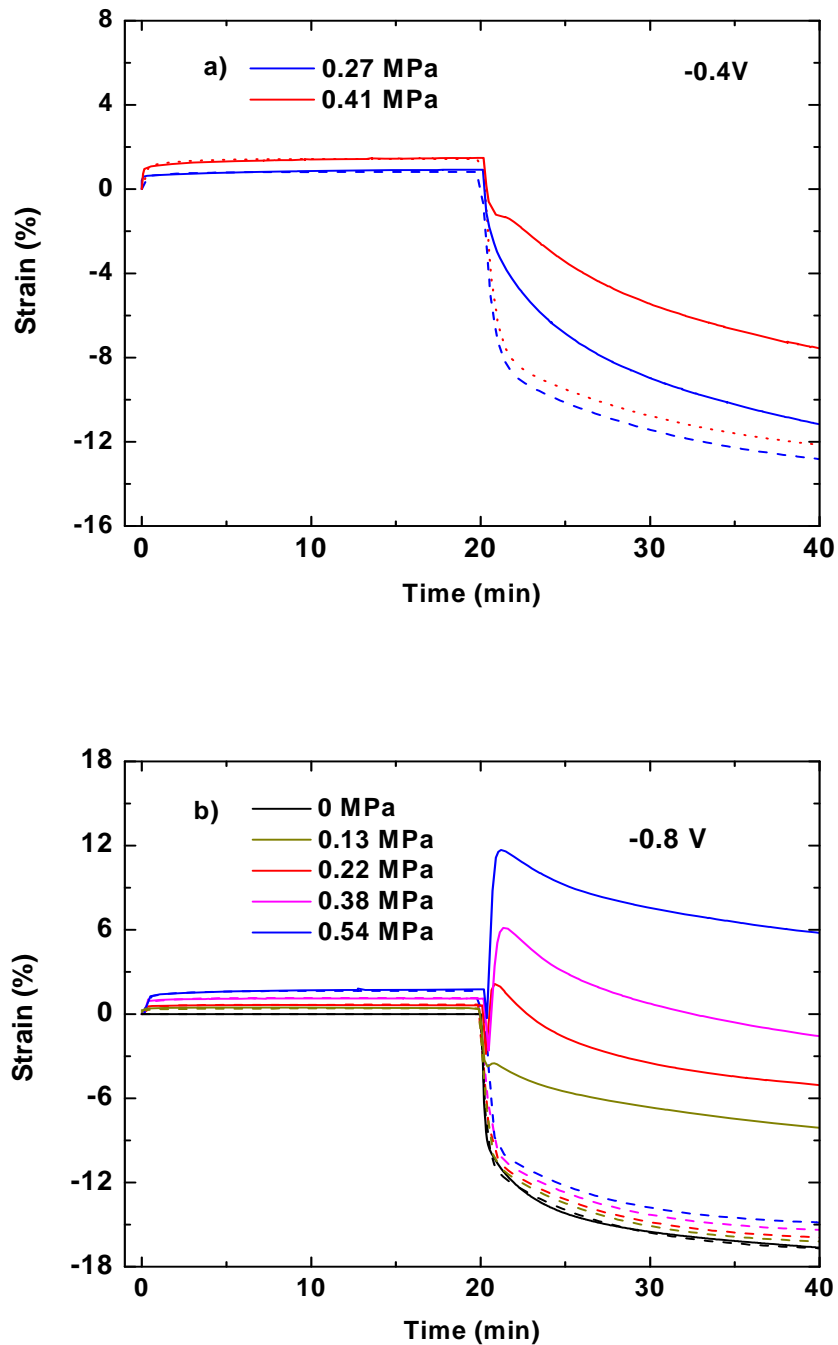 8
a)
0.27 MPa
-0.4V
0.41 MPa
4
0
-4
-8
-12
-16
0
10
20
30
40
Strain (%)
Time (min)
18
b)
0 MPa
0.13 MPa
-0.8 V
12
0.22 MPa
0.38 MPa
0.54 MPa
6
0
-6
-12
-18
0
10
20
30
40
Strain (%)
Time (min)